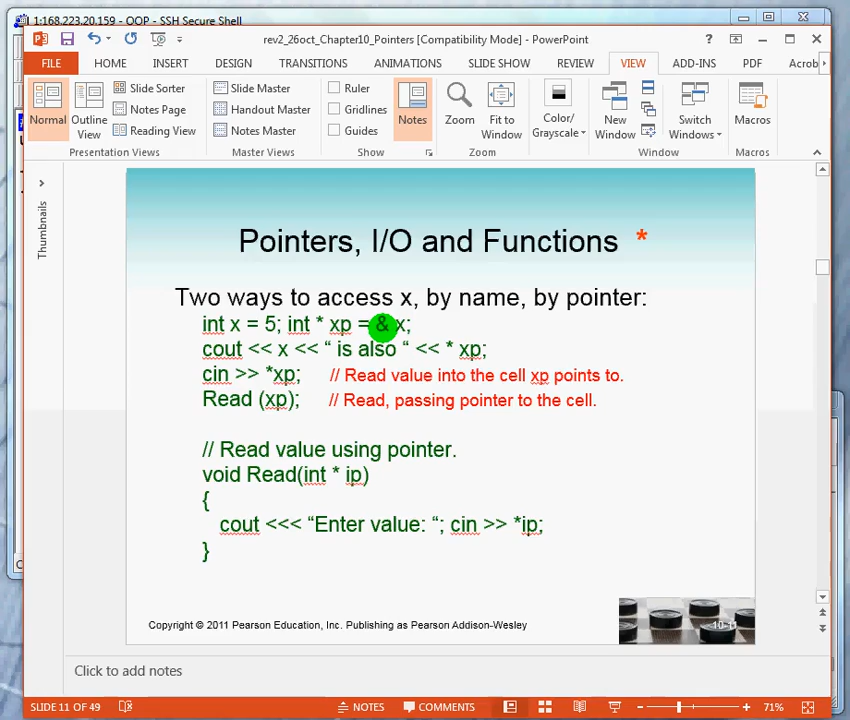 1:168.223.20.159 - OOP - SSH Secure Shell
rev2_26oct_Chapter10_Pointers [Compatibility Mode] - PowerPoint
FILE HOME INSERT DESIGN TRANSITIONS ANIMATIONS SLIDE SHOW REVIEW VIEW ADD-INS PDF Acrob
Normal
Outline View
Slide Sorter
Notes Page
Reading View
Presentation Views
Slide Master
Handout Master
Notes Master
Master Views
Ruler
Gridlines
Guides
Show
Notes
Zoom
Fit to Window
Zoom
Color/ Grayscale
New Window
Switch Windows
Window
Macros
Macros
Thumbnails
Pointers, I/O and Functions *
Two ways to access x, by name, by pointer:
int x = 5; int * xp = & x;
cout << x << “ is also “ << * xp;
cin >> *xp; // Read value into the cell xp points to.
Read (xp); // Read, passing pointer to the cell.
// Read value using pointer.
void Read(int * ip)
{
cout <<< “Enter value: “; cin >> *ip;
}
Copyright © 2011 Pearson Education, Inc. Publishing as Pearson Addison-Wesley
10-11
Click to add notes
SLIDE 11 OF 49 NOTES COMMENTS 71%